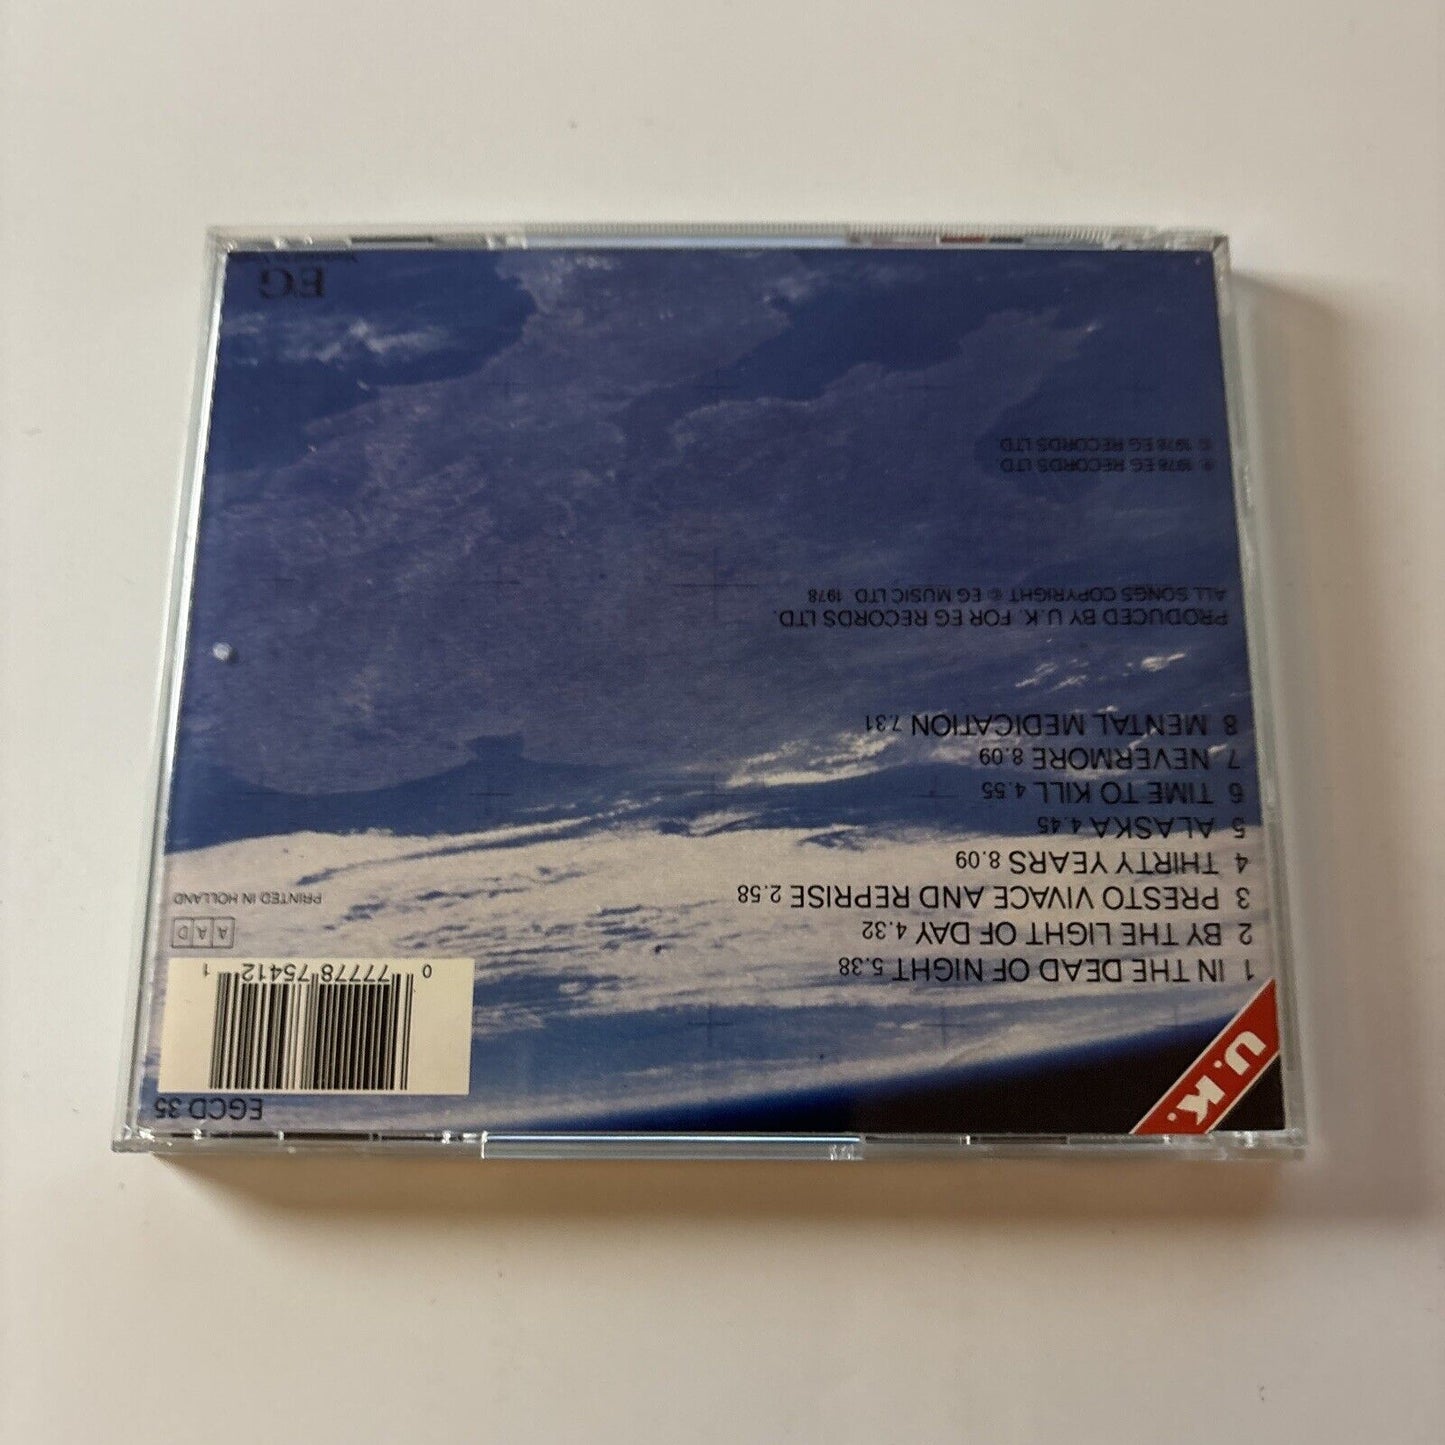 U.K.
EGCD 35
1 IN THE DEAD OF NIGHT 5.38
2 BY THE LIGHT OF DAY 4.32
3 PRESTO VIVACE AND REPRISE 2.58
4 THIRTY YEARS 8.09
5 ALASKA 4.45
6 TIME TO KILL 4.55
7 NEVERMORE 8.09
8 MENTAL MEDICATION 7.31
0 77778 75412 1
A A D
PRINTED IN HOLLAND
PRODUCED BY U.K. FOR EG RECORDS LTD.
ALL SONGS COPYRIGHT © EG MUSIC LTD. 1978
℗ 1978 EG RECORDS LTD
© 1978 EG RECORDS LTD.
EG